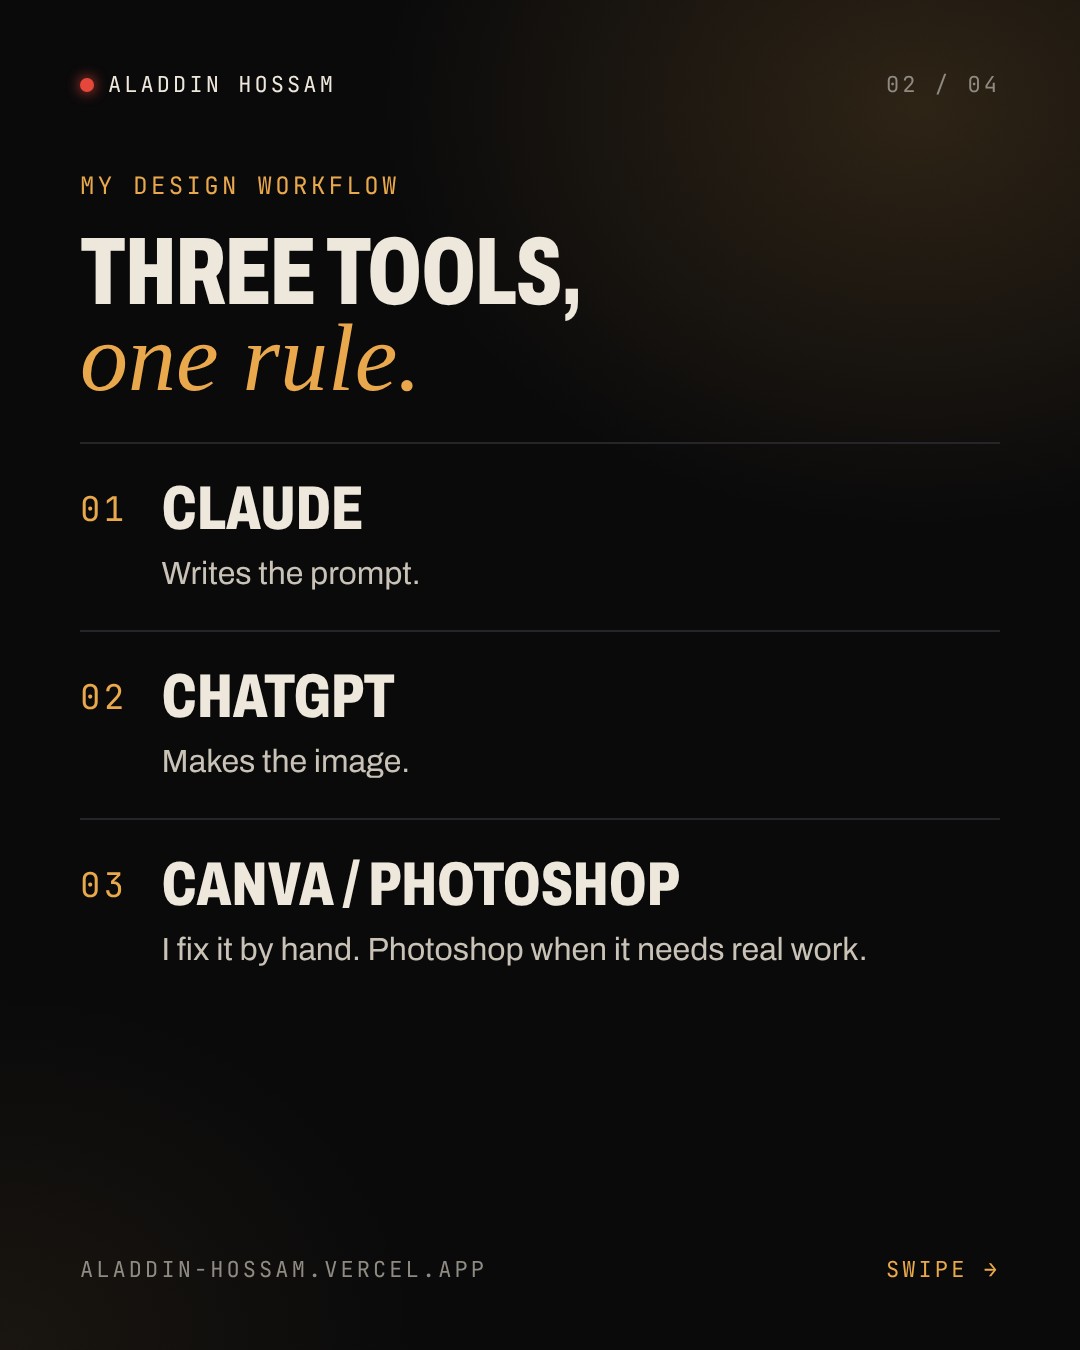 ALADDIN HOSSAM
02 / 04
MY DESIGN WORKFLOW
THREE TOOLS,
one rule.
01 CLAUDE
Writes the prompt.
02 CHATGPT
Makes the image.
03 CANVA / PHOTOSHOP
I fix it by hand. Photoshop when it needs real work.
ALADDIN-HOSSAM.VERCEL.APP
SWIPE →